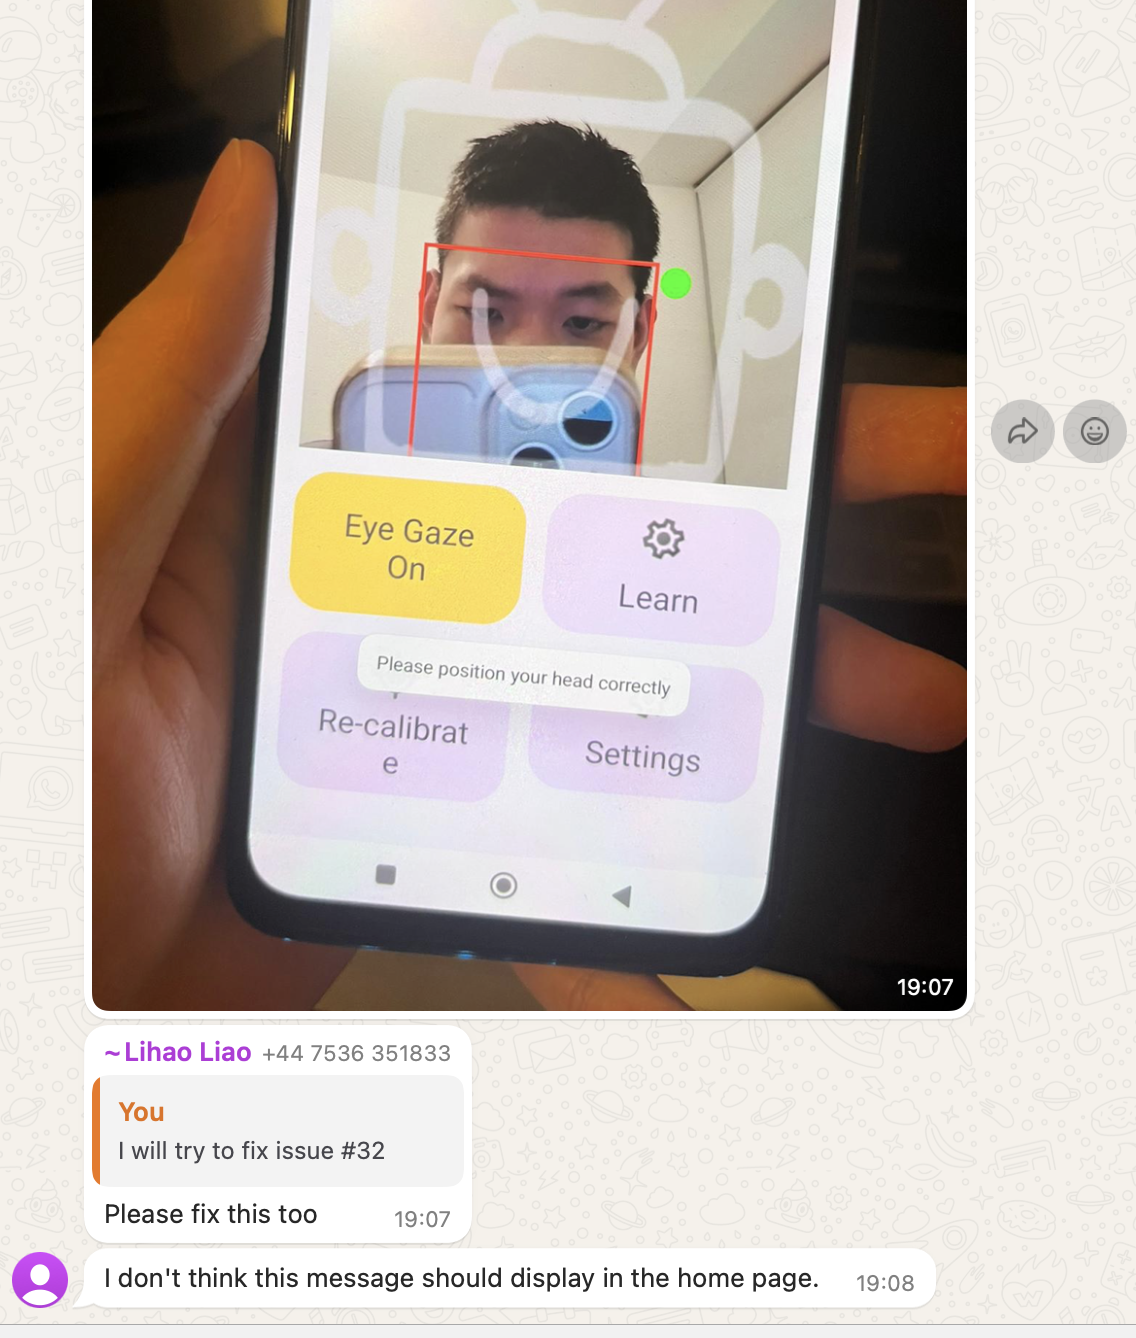 Eye Gaze
On
Learn
Please position your head correctly
Re-calibrat
e
Settings
19:07
~Lihao Liao +44 7536 351833
You
I will try to fix issue #32
Please fix this too 19:07
I don't think this message should display in the home page. 19:08